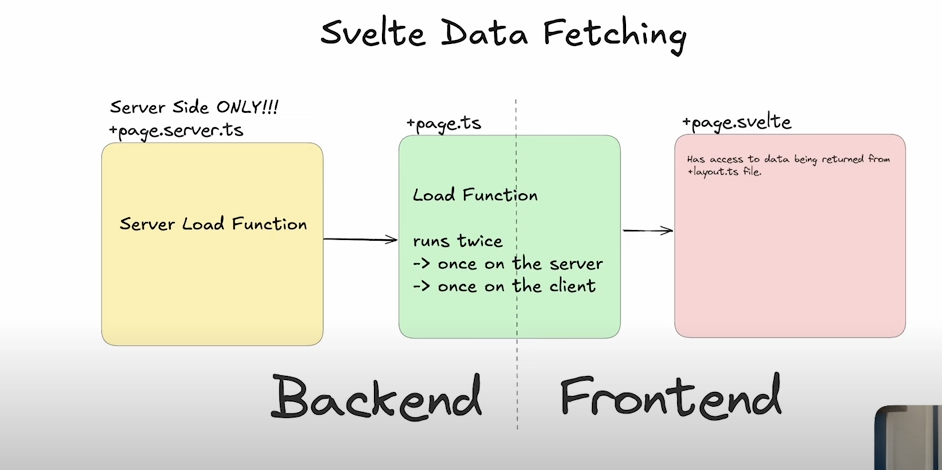 Svelte Data Fetching
Server Side ONLY!!!
+page.server.ts
Server Load Function
+page.ts
Load Function
runs twice
-> once on the server
-> once on the client
+page.svelte
Has access to data being returned from
+layout.ts file.
Backend
Frontend